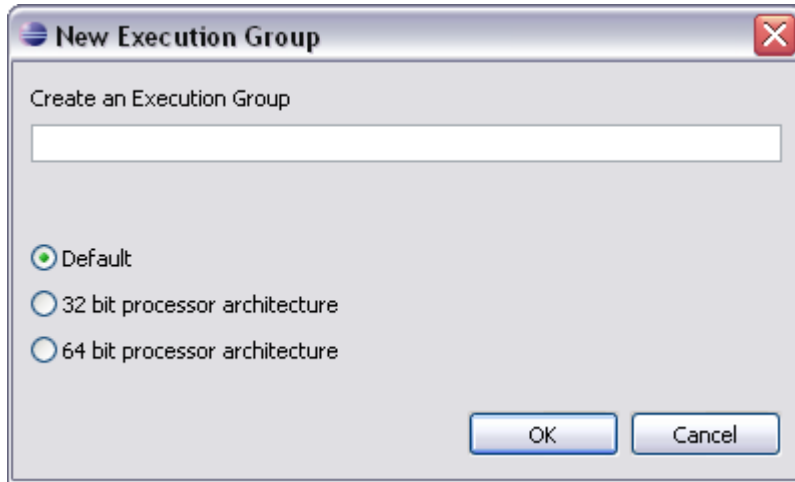 New Execution Group
Create an Execution Group
Default
32 bit processor architecture
64 bit processor architecture
OK Cancel